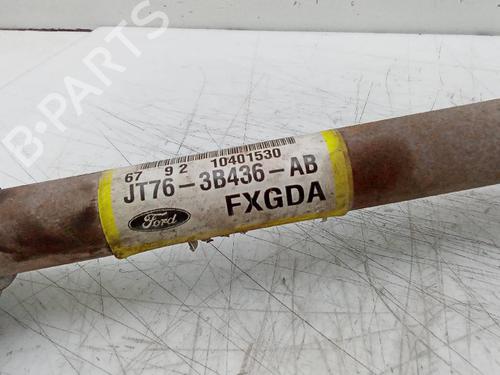 B-PARTS
67 92 10401530
JT76-3B436-AB
Ford
FXGDA